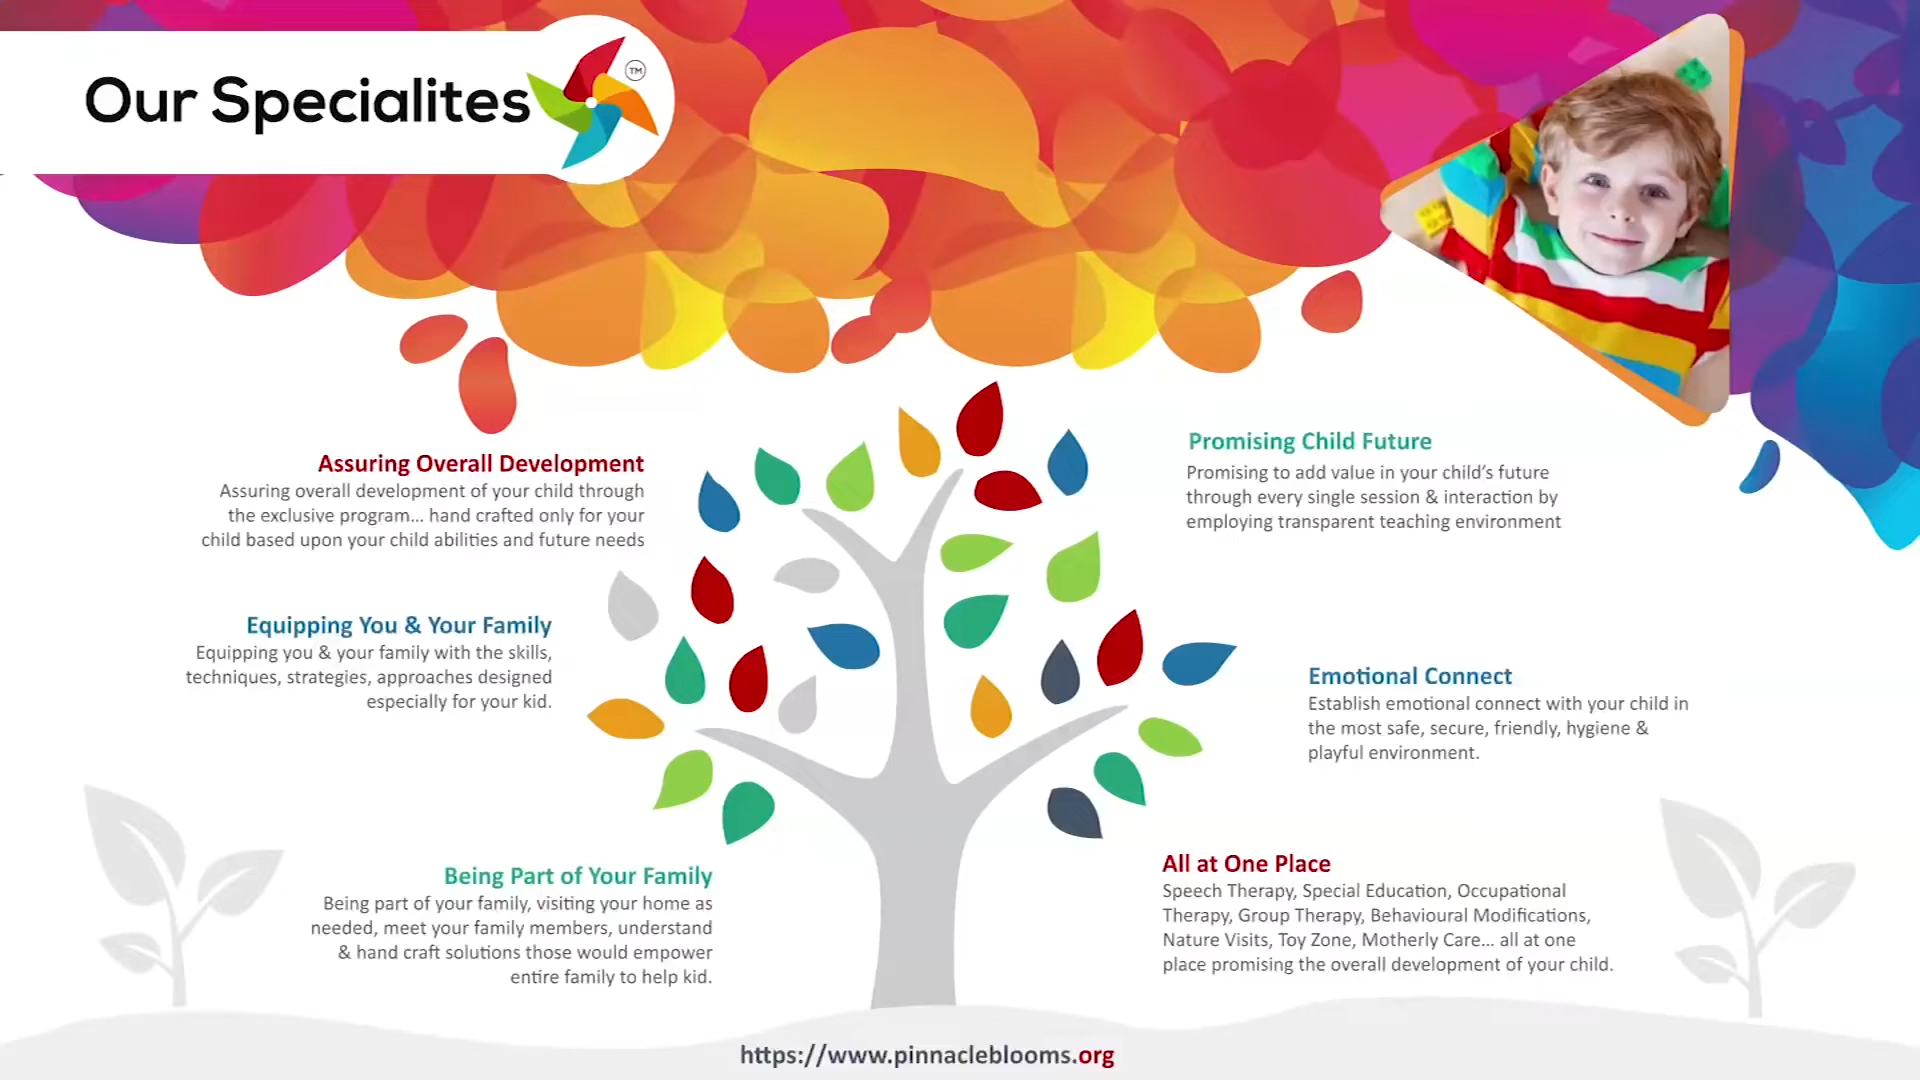 Our Specialites
TM
Assuring Overall Development
Assuring overall development of your child through
the exclusive program... hand crafted only for your
child based upon your child abilities and future needs
Equipping You & Your Family
Equipping you & your family with the skills,
techniques, strategies, approaches designed
especially for your kid.
Being Part of Your Family
Being part of your family, visiting your home as
needed, meet your family members, understand
& hand craft solutions those would empower
entire family to help kid.
Promising Child Future
Promising to add value in your child's future
through every single session & interaction by
employing transparent teaching environment
Emotional Connect
Establish emotional connect with your child in
the most safe, secure, friendly, hygiene &
playful environment.
All at One Place
Speech Therapy, Special Education, Occupational
Therapy, Group Therapy, Behavioural Modifications,
Nature Visits, Toy Zone, Motherly Care... all at one
place promising the overall development of your child.
https://www.pinnacleblooms.org